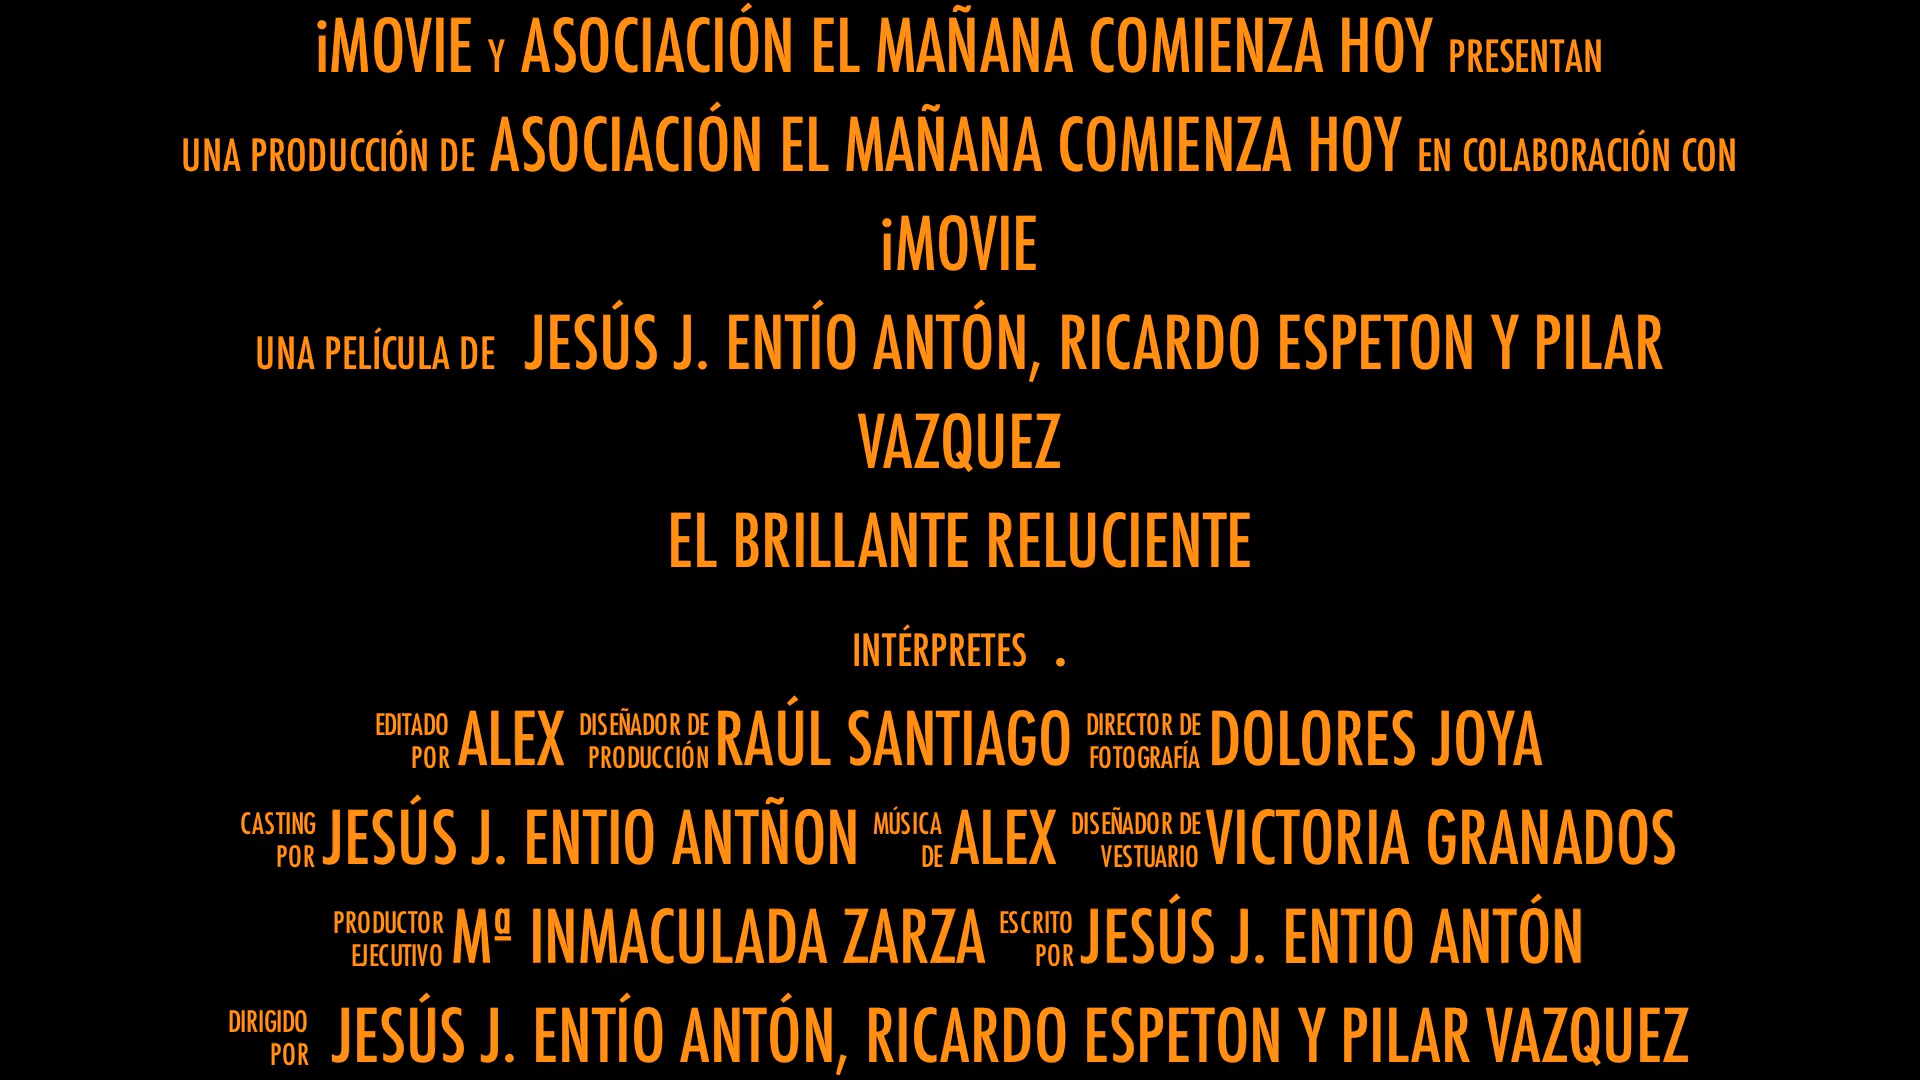 iMOVIE Y ASOCIACIÓN EL MAÑANA COMIENZA HOY PRESENTAN
UNA PRODUCCIÓN DE ASOCIACIÓN EL MAÑANA COMIENZA HOY EN COLABORACIÓN CON
iMOVIE
UNA PELÍCULA DE JESÚS J. ENTÍO ANTÓN, RICARDO ESPETON Y PILAR
VAZQUEZ
EL BRILLANTE RELUCIENTE
INTÉRPRETES .
EDITADO POR ALEX DISEÑADOR DE PRODUCCIÓN RAÚL SANTIAGO DIRECTOR DE FOTOGRAFÍA DOLORES JOYA
CASTING POR JESÚS J. ENTIO ANTÑON MÚSICA DE ALEX DISEÑADOR DE VESTUARIO VICTORIA GRANADOS
PRODUCTOR EJECUTIVO Mª INMACULADA ZARZA ESCRITO POR JESÚS J. ENTIO ANTÓN
DIRIGIDO POR JESÚS J. ENTÍO ANTÓN, RICARDO ESPETON Y PILAR VAZQUEZ